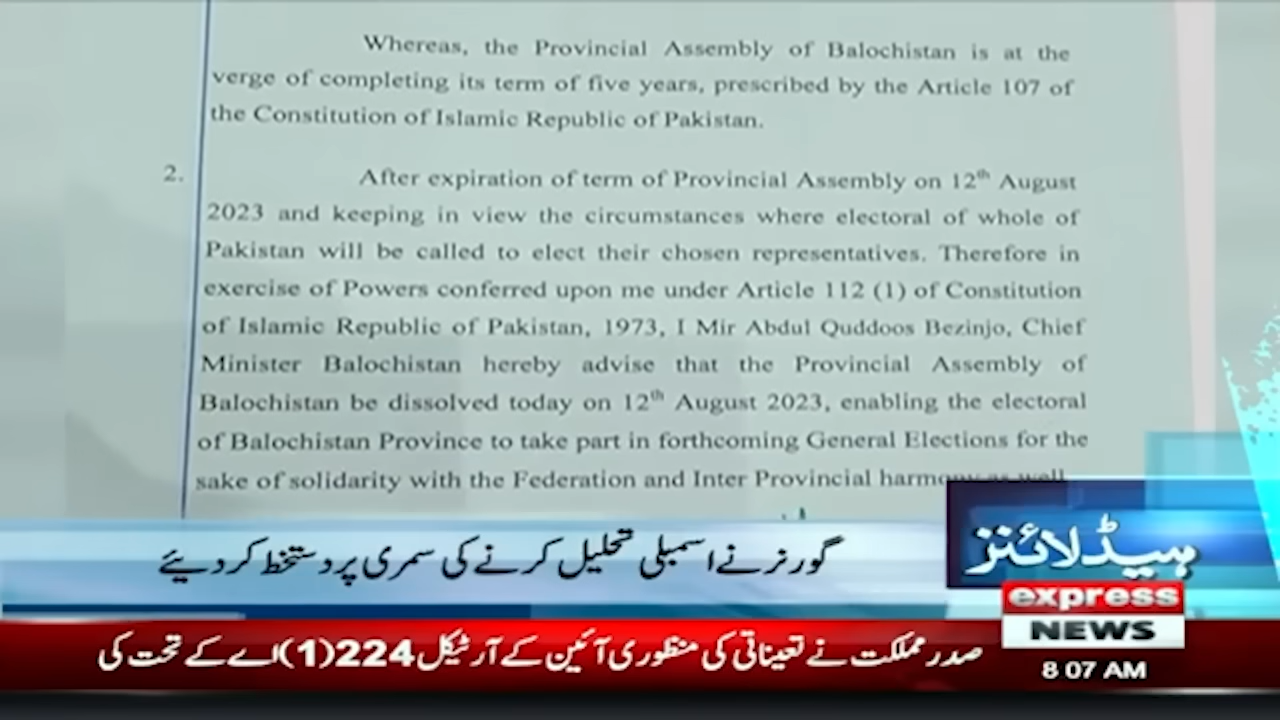 Whereas, the Provincial Assembly of Balochistan is at the
verge of completing its term of five years, prescribed by the Article 107 of
the Constitution of Islamic Republic of Pakistan.
2. After expiration of term of Provincial Assembly on 12th August
2023 and keeping in view the circumstances where electoral of whole of
Pakistan will be called to elect their chosen representatives. Therefore in
exercise of Powers conferred upon me under Article 112 (1) of Constitution
of Islamic Republic of Pakistan, 1973, I Mir Abdul Quddoos Bezinjo, Chief
Minister Balochistan hereby advise that the Provincial Assembly of
Balochistan be dissolved today on 12th August 2023, enabling the electoral
of Balochistan Province to take part in forthcoming General Elections for the
sake of solidarity with the Federation and Inter Provincial harmony as well
گورنر نے اسمبلی تحلیل کرنے کی سمری پر دستخط کر دیئے
ہیڈلائنز
express
NEWS
8:07 AM
صدر مملکت نے تعیناتی کی منظوری آئین کے آرٹیکل 224(1)اے کے تحت کی